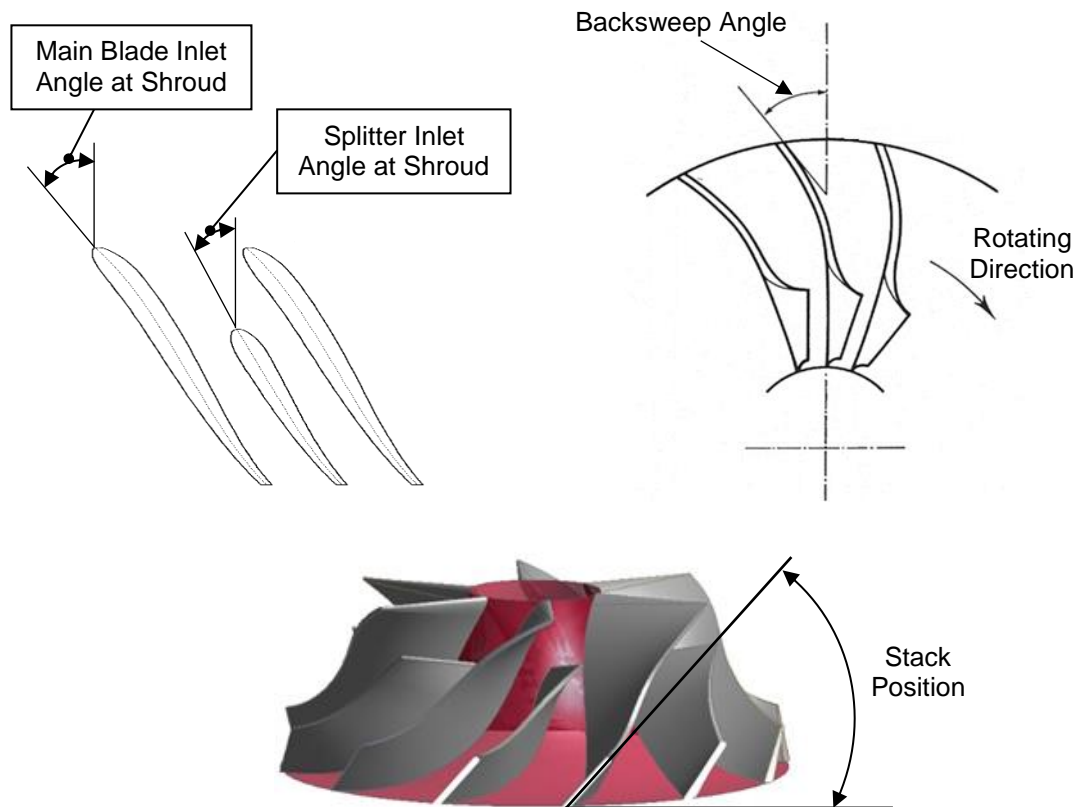 Main Blade Inlet
Angle at Shroud
Splitter Inlet
Angle at Shroud
Backsweep Angle
Rotating
Direction
Stack
Position